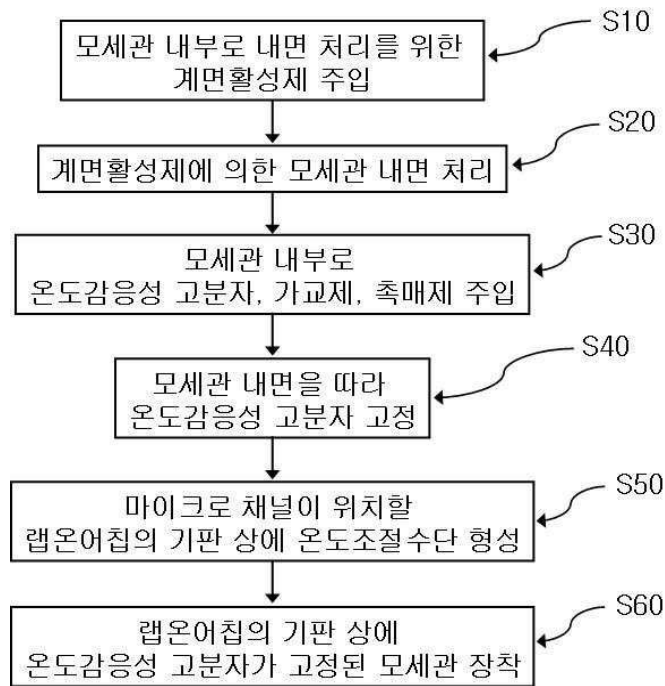 모세관 내부로 내면 처리를 위한
계면활성제 주입
S10
계면활성제에 의한 모세관 내면 처리
S20
모세관 내부로
온도감응성 고분자, 가교제, 촉매제 주입
S30
모세관 내면을 따라
온도감응성 고분자 고정
S40
마이크로 채널이 위치할
랩온어칩의 기판 상에 온도조절수단 형성
S50
랩온어칩의 기판 상에
온도감응성 고분자가 고정된 모세관 장착
S60